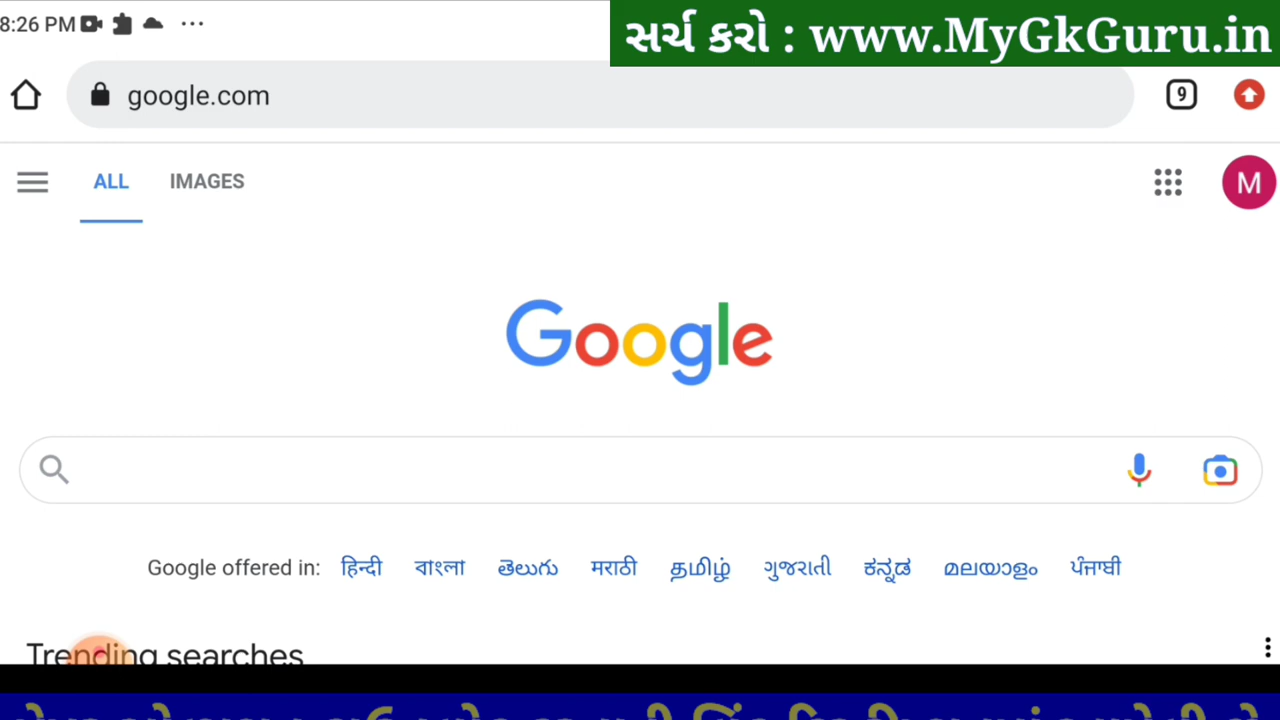 8:26 PM
સર્ચ કરો : www.MyGkGuru.in
google.com
9
ALL IMAGES
M
Google
Google offered in: हिन्दी বাংলা తెలుగు मराठी தமிழ் ગુજરાતી ಕನ್ನಡ മലയാളം ਪੰਜਾਬੀ
Trending searches